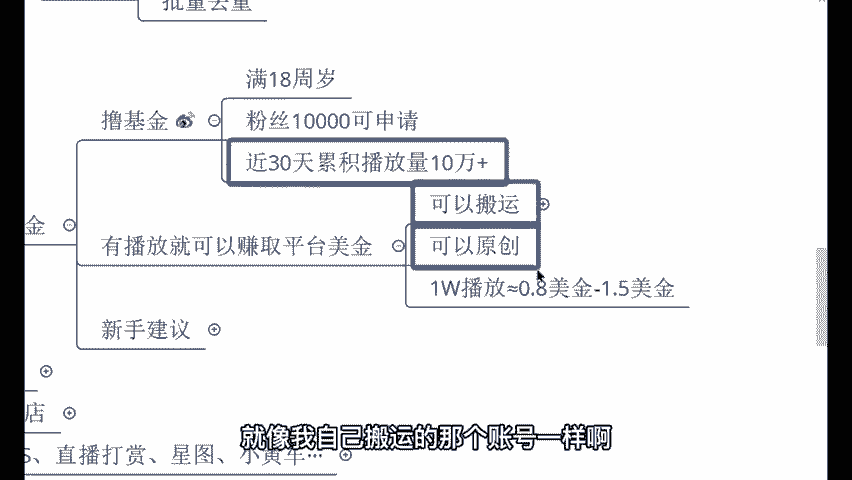 批量去重
满18周岁
撸基金
粉丝10000可申请
近30天累积播放量10万+
可以搬运
金
有播放就可以赚取平台美金
可以原创
1W播放≈0.8美金-1.5美金
新手建议
店
就像我自己搬运的那个账号一样啊
S、直播打赏、星图、小黄车…